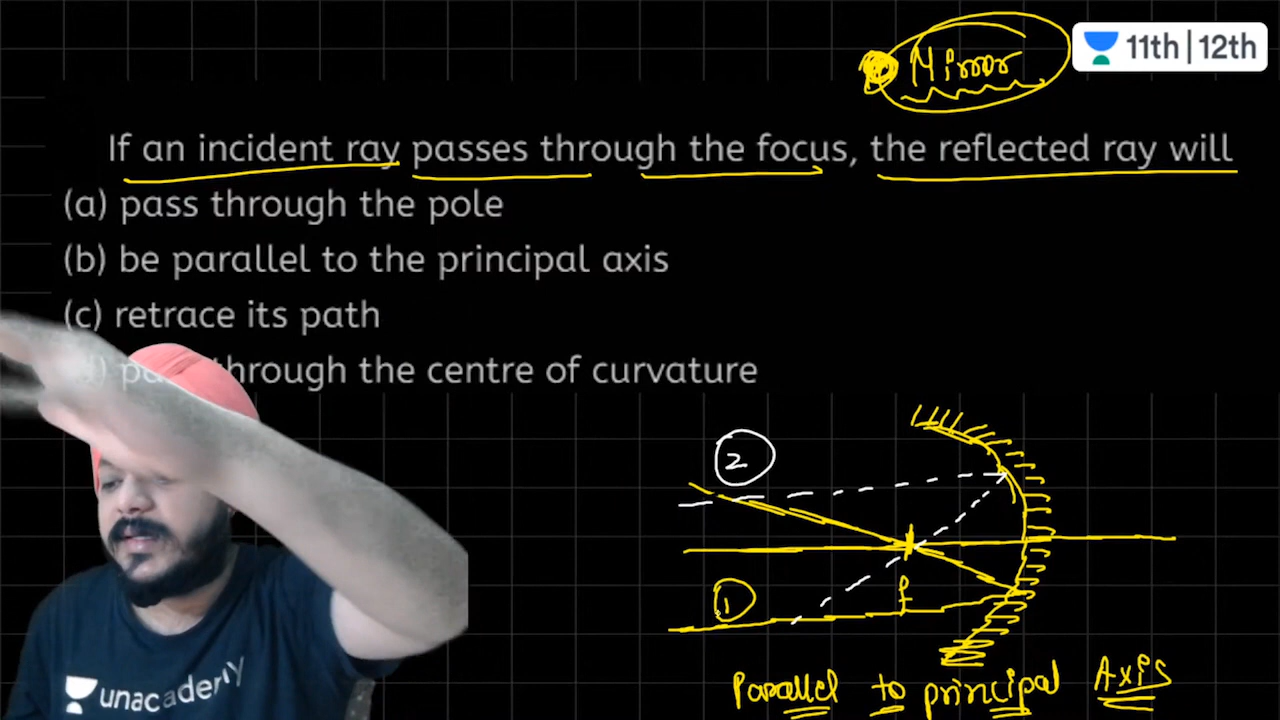 Mirror
11th | 12th
If an incident ray passes through the focus, the reflected ray will
(a) pass through the pole
(b) be parallel to the principal axis
(c) retrace its path
through the centre of curvature
2
1
f
Parallel to principal Axis
unacademy